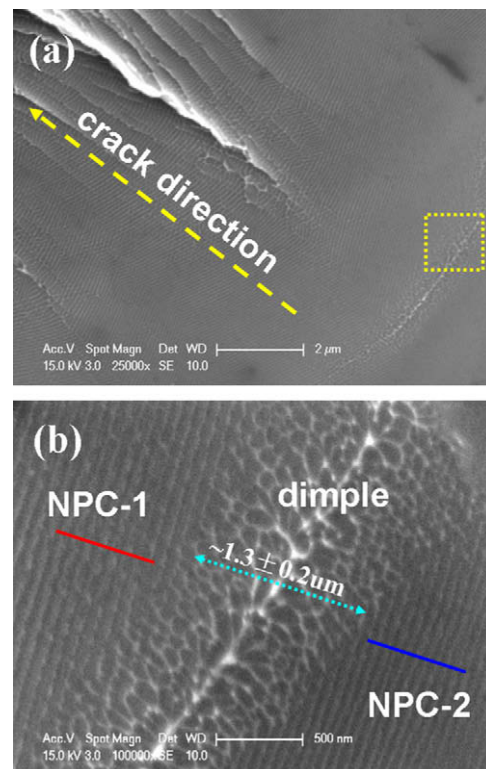 (a)
crack direction
Acc.V Spot Magn Det WD
15.0 kV 3.0 25000x SE 10.0
2 µm
(b)
NPC-1
dimple
~1.3±0.2um
NPC-2
Acc.V Spot Magn Det WD
15.0 kV 3.0 100000x SE 10.0
500 nm